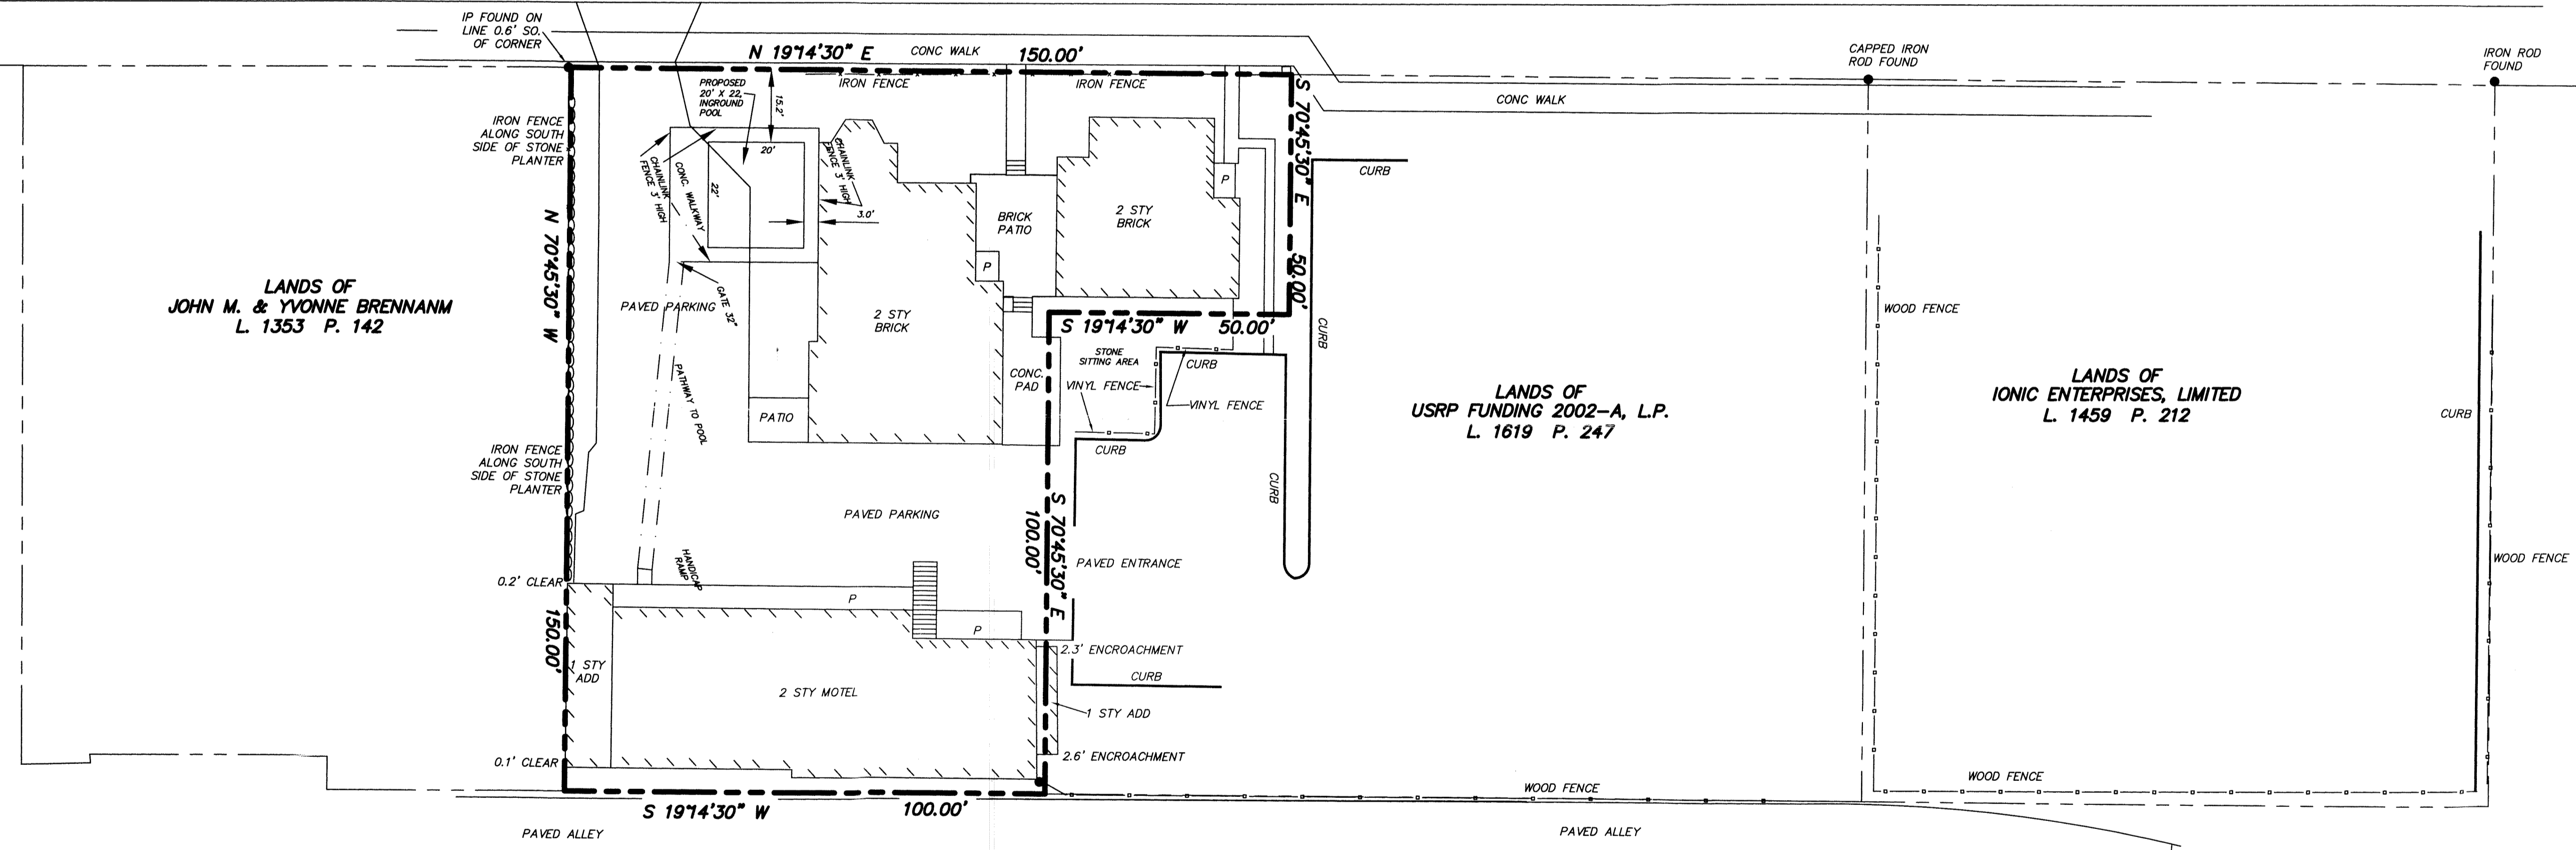 IP FOUND ON
LINE 0.6' SO.
OF CORNER
N 19°14'30" E
CONC WALK
150.00'
CAPPED IRON
ROD FOUND
IRON ROD
FOUND
PROPOSED
20' X 22,
INGROUND
POOL
15.2'
IRON FENCE
IRON FENCE
S 70°45'30" E
50.00'
CONC WALK
IRON FENCE
ALONG SOUTH
SIDE OF STONE
PLANTER
CHAINLINK
FENCE 3' HIGH
CONC. WALKWAY
20'
22'
CHAINLINK
FENCE 3' HIGH
3.0'
P
CURB
BRICK
PATIO
2 STY
BRICK
N 70°45'30" W
150.00'
LANDS OF
JOHN M. & YVONNE BRENNANM
L. 1353 P. 142
PAVED PARKING
GATE 32"
P
2 STY
BRICK
S 19°14'30" W
50.00'
CURB
WOOD FENCE
STONE
SITTING AREA
CURB
CONC.
PAD
VINYL FENCE
VINYL FENCE
LANDS OF
USRP FUNDING 2002-A, L.P.
L. 1619 P. 247
LANDS OF
IONIC ENTERPRISES, LIMITED
L. 1459 P. 212
CURB
PATHWAY TO POOL
PATIO
CURB
IRON FENCE
ALONG SOUTH
SIDE OF STONE
PLANTER
CURB
PAVED PARKING
S 70°45'30" E
100.00'
PAVED ENTRANCE
WOOD FENCE
HANDICAP
RAMP
0.2' CLEAR
P
P
2.3' ENCROACHMENT
1 STY
ADD
CURB
2 STY MOTEL
1 STY ADD
2.6' ENCROACHMENT
0.1' CLEAR
WOOD FENCE
WOOD FENCE
S 19°14'30" W
100.00'
PAVED ALLEY
PAVED ALLEY